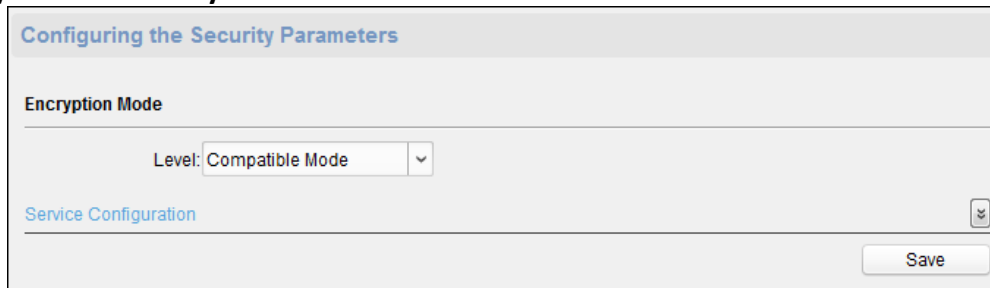 Configuring the Security Parameters
Encryption Mode
Level: Compatible Mode
Service Configuration
Save